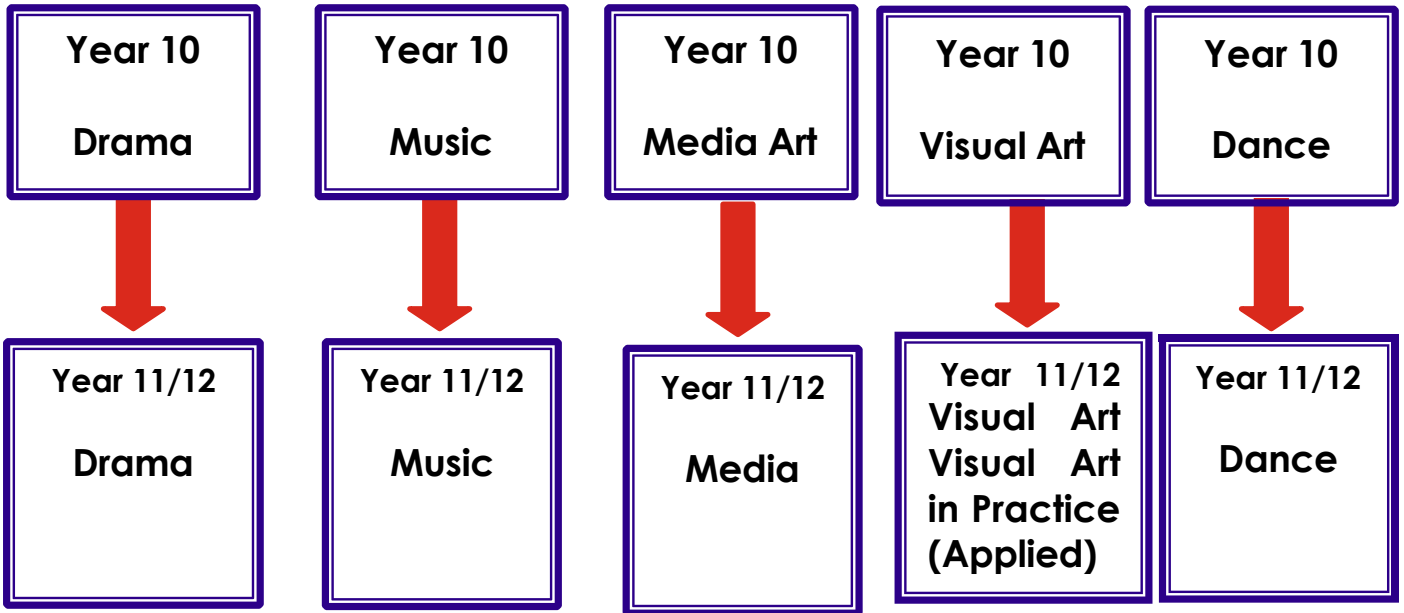 Year 10
Drama
Year 10
Music
Year 10
Media Art
Year 10
Visual Art
Year 10
Dance
Year 11/12
Drama
Year 11/12
Music
Year 11/12
Media
Year 11/12
Visual Art
Visual Art
in Practice
(Applied)
Year 11/12
Dance